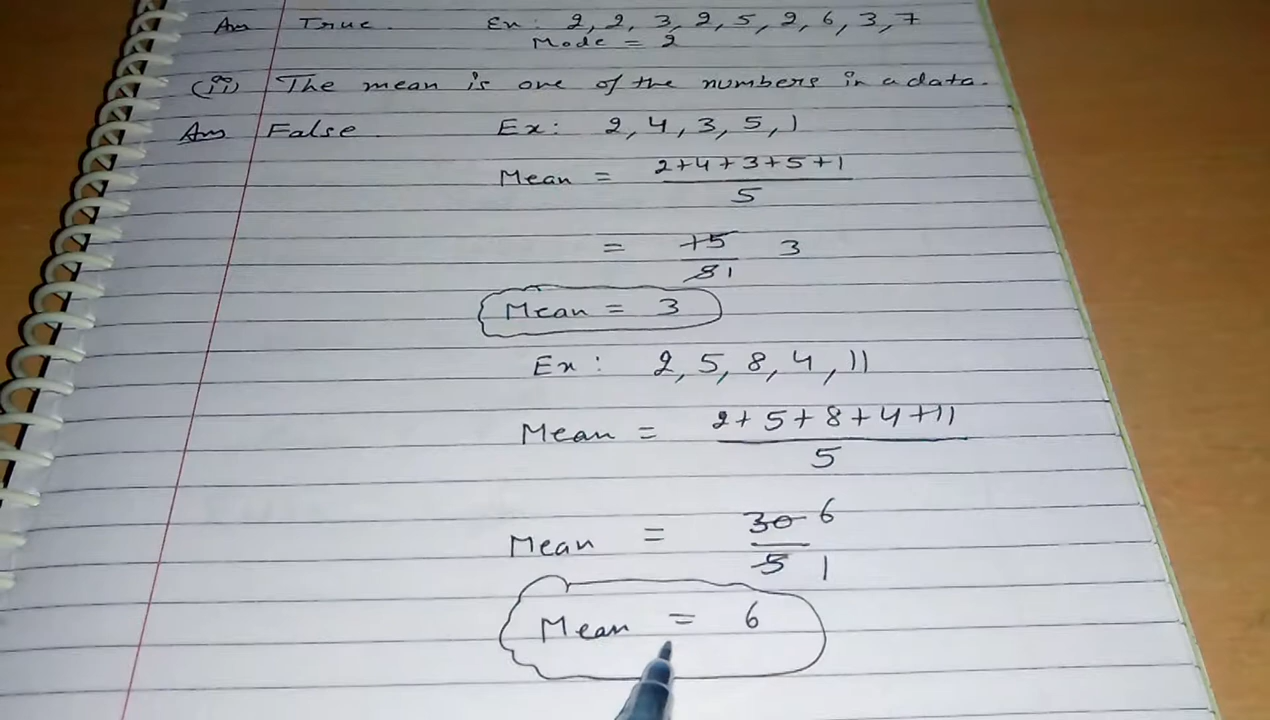 Ans True. Ex: 2, 2, 3, 2, 5, 2, 6, 3, 7
Mode = 2
(ii) The mean is one of the numbers in a data.
Ans False. Ex: 2, 4, 3, 5, 1
Mean = 2+4+3+5+1
5
= 15 3
5 1
Mean = 3
Ex: 2, 5, 8, 4, 11
Mean = 2+5+8+4+11
5
Mean = 30 6
5 1
Mean = 6